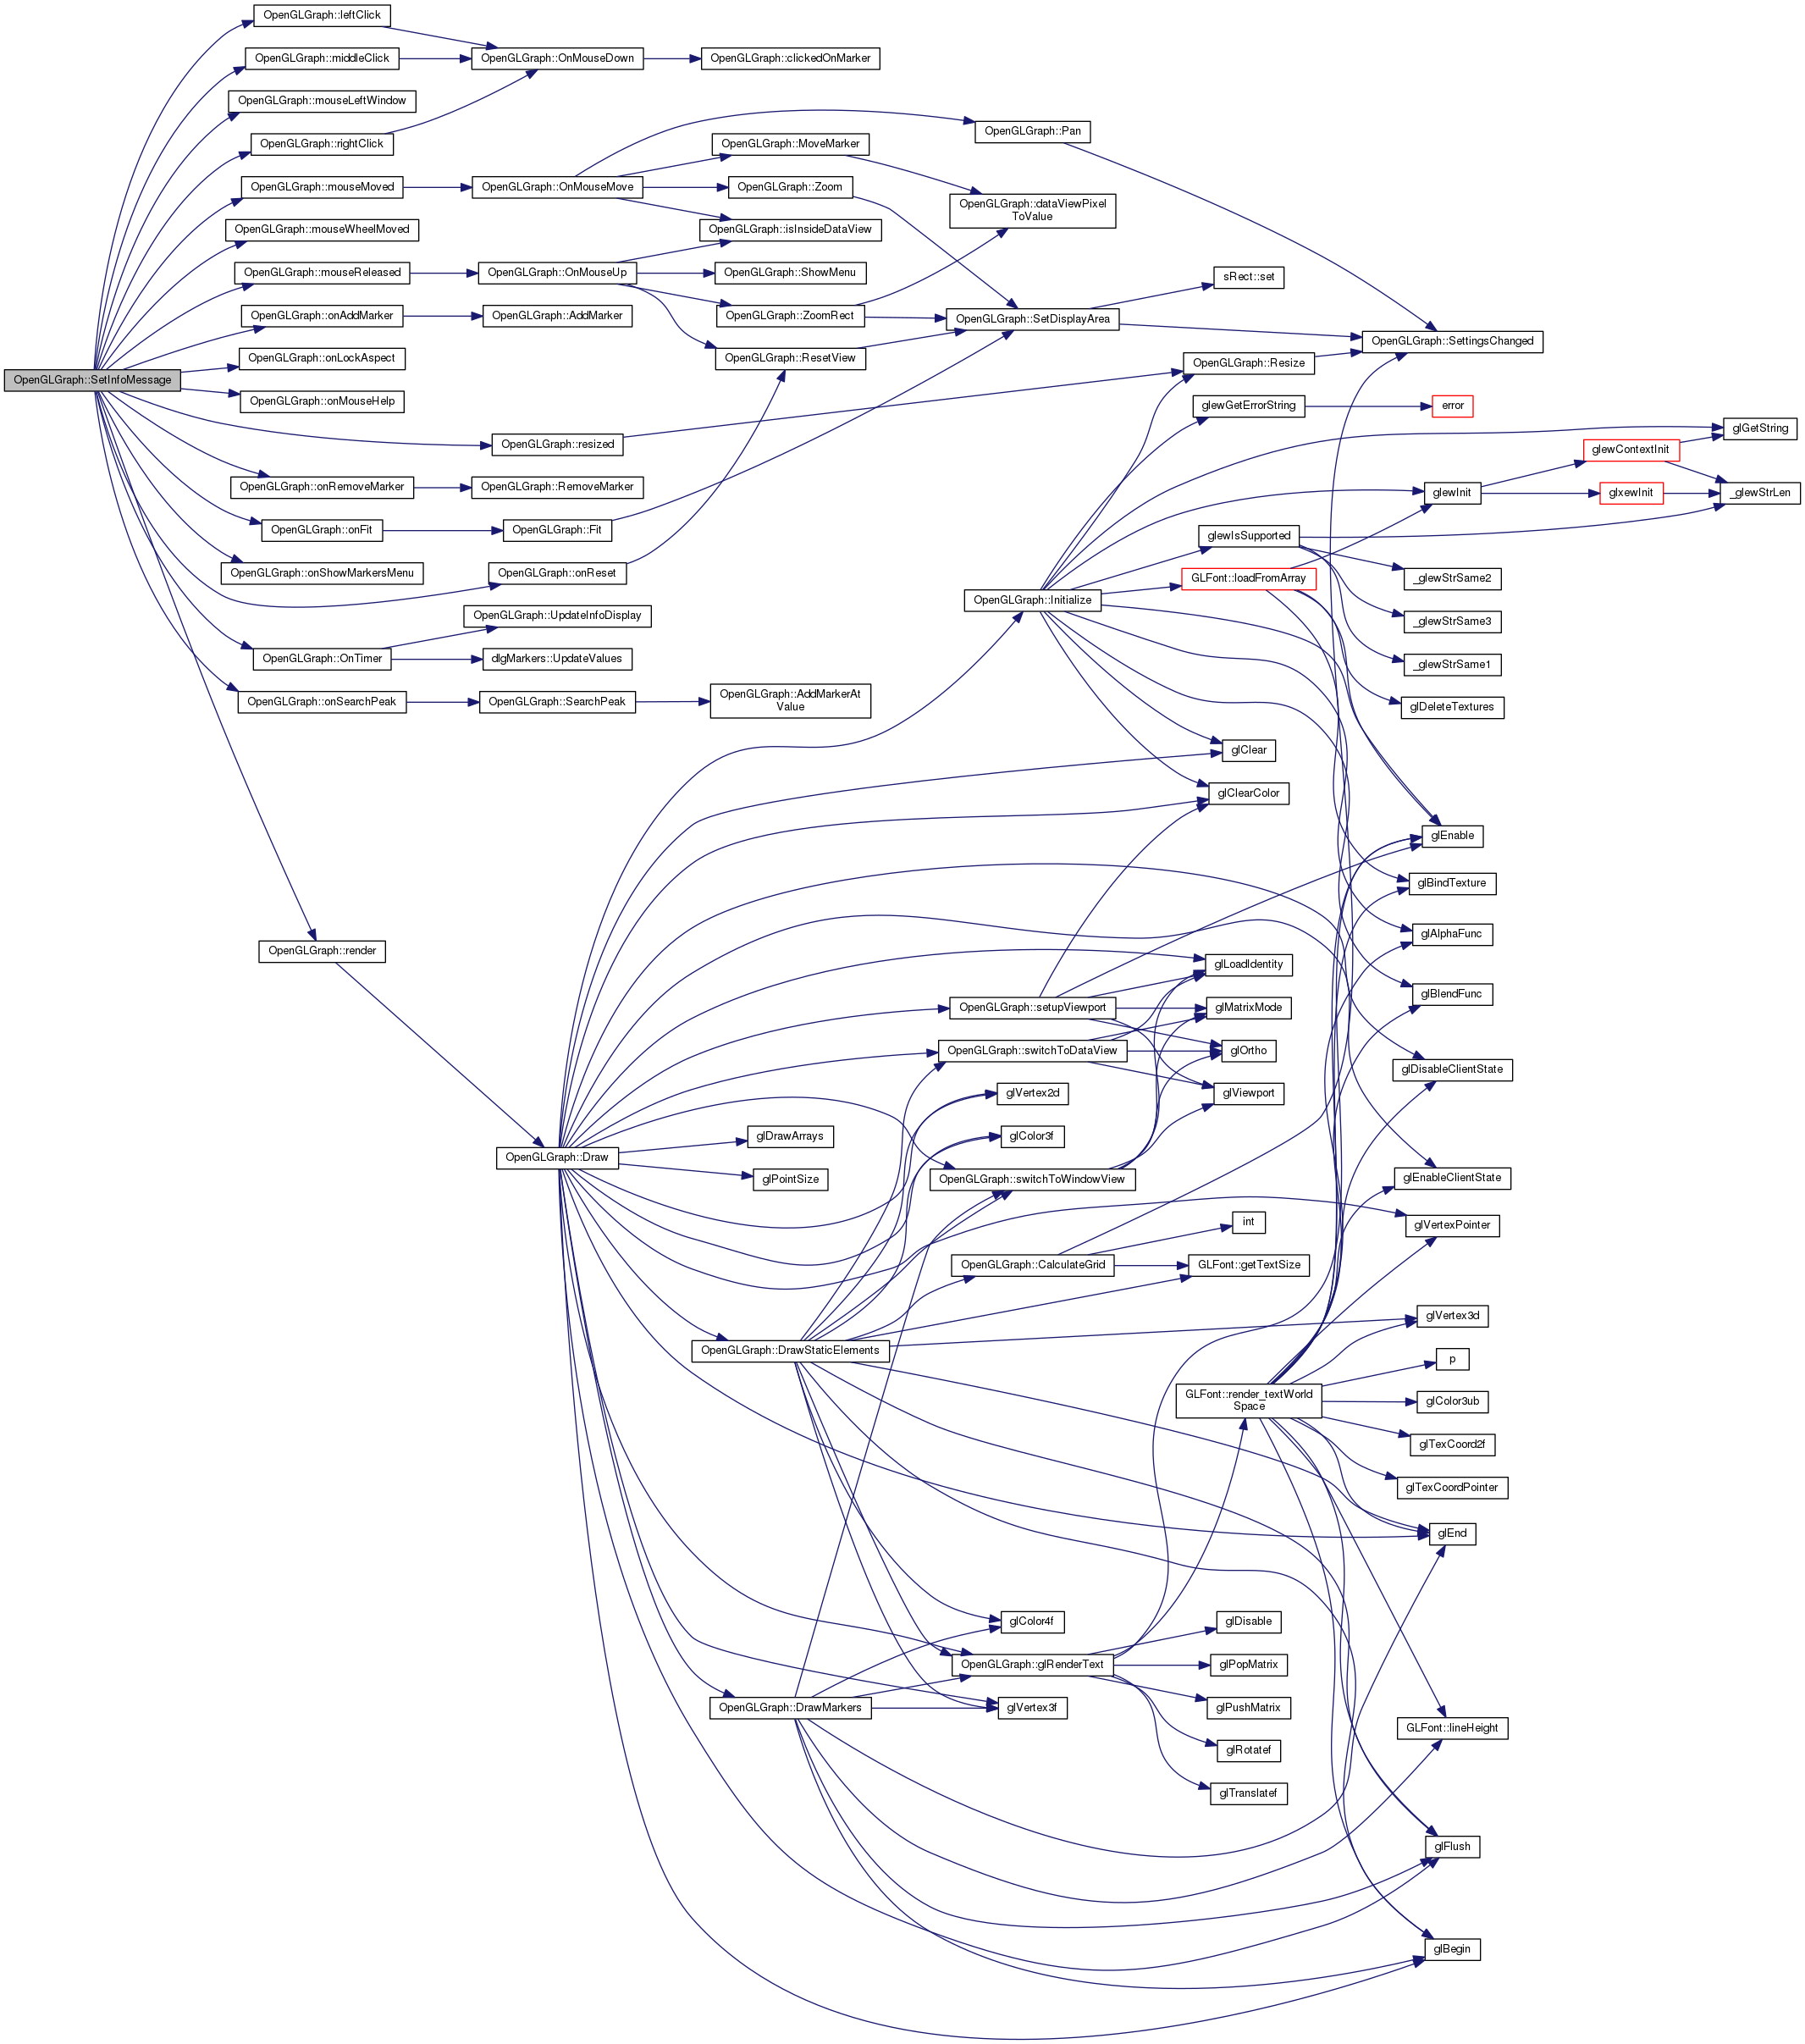 OpenGLGraph::SetInfoMessage
OpenGLGraph::leftClick
OpenGLGraph::middleClick
OpenGLGraph::mouseLeftWindow
OpenGLGraph::rightClick
OpenGLGraph::mouseMoved
OpenGLGraph::mouseWheelMoved
OpenGLGraph::mouseReleased
OpenGLGraph::onAddMarker
OpenGLGraph::onLockAspect
OpenGLGraph::onMouseHelp
OpenGLGraph::resized
OpenGLGraph::onRemoveMarker
OpenGLGraph::onFit
OpenGLGraph::onShowMarkersMenu
OpenGLGraph::onReset
OpenGLGraph::OnTimer
OpenGLGraph::onSearchPeak
OpenGLGraph::render
OpenGLGraph::OnMouseDown
OpenGLGraph::clickedOnMarker
OpenGLGraph::OnMouseMove
OpenGLGraph::OnMouseUp
OpenGLGraph::AddMarker
OpenGLGraph::RemoveMarker
OpenGLGraph::Fit
OpenGLGraph::UpdateInfoDisplay
dlgMarkers::UpdateValues
OpenGLGraph::SearchPeak
OpenGLGraph::AddMarkerAt
Value
OpenGLGraph::Draw
OpenGLGraph::Pan
OpenGLGraph::MoveMarker
OpenGLGraph::Zoom
OpenGLGraph::dataViewPixel
ToValue
OpenGLGraph::isInsideDataView
OpenGLGraph::ShowMenu
OpenGLGraph::ZoomRect
OpenGLGraph::ResetView
OpenGLGraph::SetDisplayArea
sRect::set
OpenGLGraph::SettingsChanged
OpenGLGraph::Resize
glewGetErrorString
error
glGetString
glewContextInit
glewInit
glxewInit
_glewStrLen
glewIsSupported
GLFont::loadFromArray
_glewStrSame2
_glewStrSame3
_glewStrSame1
glDeleteTextures
OpenGLGraph::Initialize
glClear
glClearColor
glEnable
glBindTexture
glAlphaFunc
glBlendFunc
glDisableClientState
glEnableClientState
glVertexPointer
glLoadIdentity
OpenGLGraph::setupViewport
glMatrixMode
OpenGLGraph::switchToDataView
glOrtho
glViewport
glVertex2d
glDrawArrays
glColor3f
glPointSize
OpenGLGraph::switchToWindowView
int
OpenGLGraph::CalculateGrid
GLFont::getTextSize
OpenGLGraph::DrawStaticElements
glVertex3d
p
GLFont::render_textWorld
Space
glColor3ub
glTexCoord2f
glTexCoordPointer
glEnd
glColor4f
glDisable
OpenGLGraph::glRenderText
glPopMatrix
OpenGLGraph::DrawMarkers
glVertex3f
glPushMatrix
GLFont::lineHeight
glRotatef
glTranslatef
glFlush
glBegin